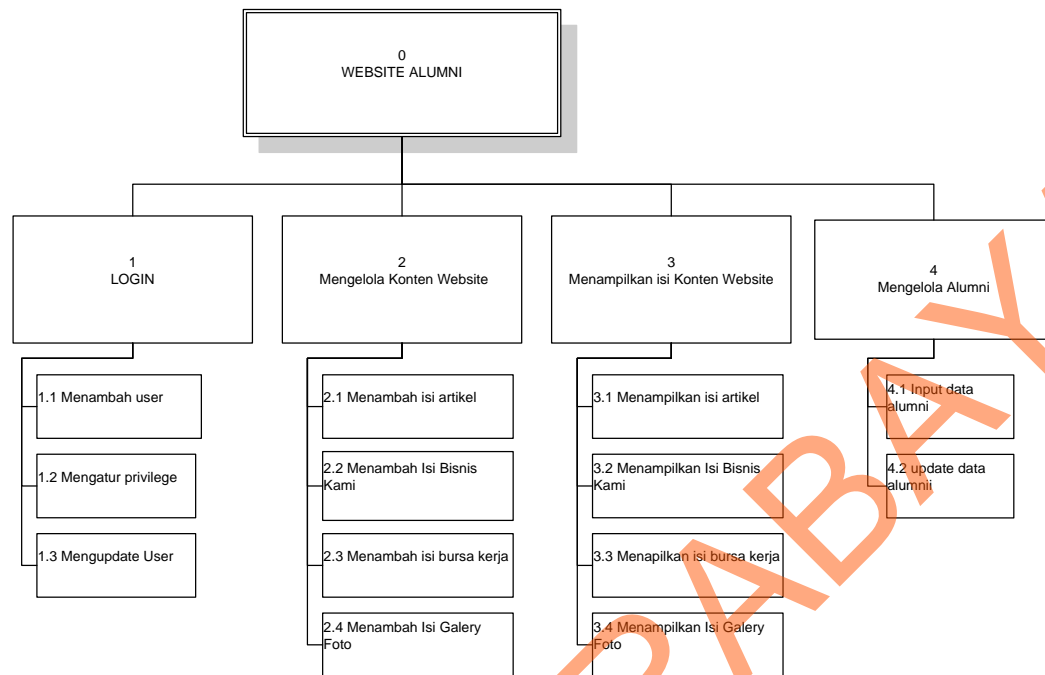 0
WEBSITE ALUMNI
1
LOGIN
2
Mengelola Konten Website
3
Menampilkan isi Konten Website
4
Mengelola Alumni
1.1 Menambah user
1.2 Mengatur privilege
1.3 Mengupdate User
2.1 Menambah isi artikel
2.2 Menambah Isi Bisnis
Kami
2.3 Menambah isi bursa kerja
2.4 Menambah Isi Galery
Foto
3.1 Menampilkan isi artikel
3.2 Menampilkan Isi Bisnis
Kami
3.3 Menapilkan isi bursa kerja
3.4 Menampilkan Isi Galery
Foto
4.1 Input data
alumni
4.2 update data
alumnii
RABAY